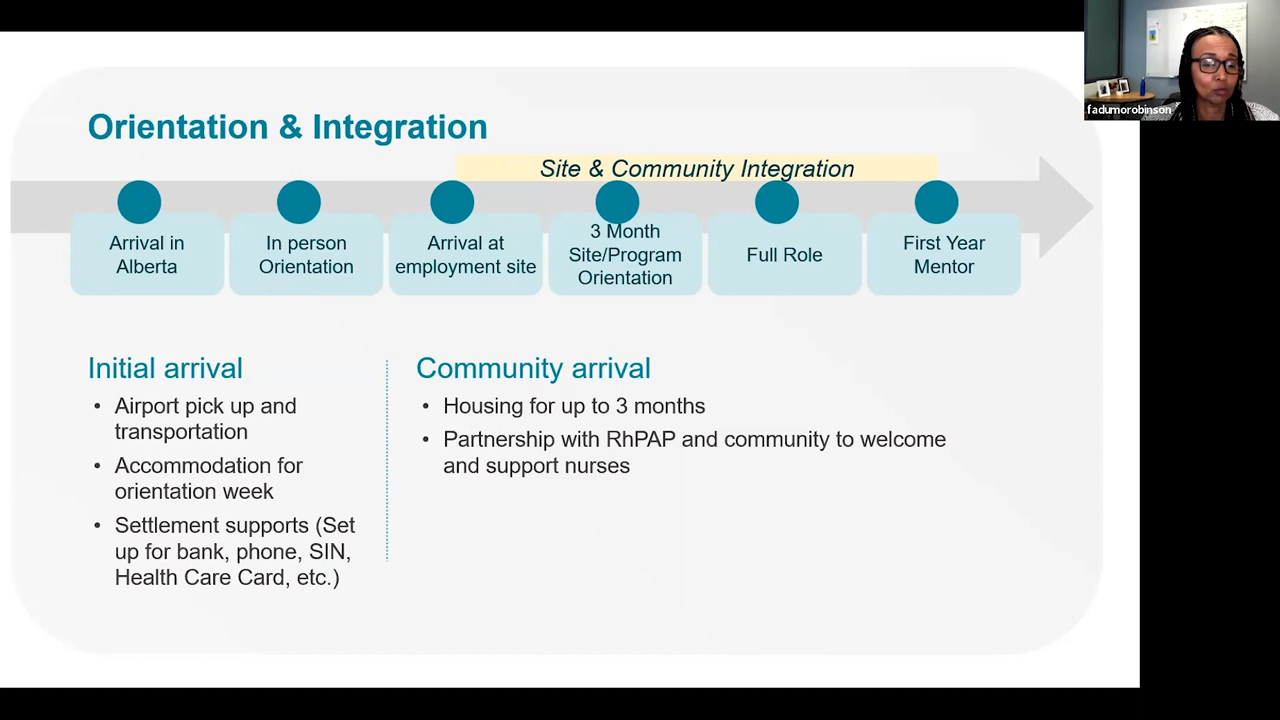 Orientation & Integration
Site & Community Integration
Arrival in
Alberta
In person
Orientation
Arrival at
employment site
3 Month
Site/Program
Orientation
Full Role
First Year
Mentor
Initial arrival
• Airport pick up and
transportation
• Accommodation for
orientation week
• Settlement supports (Set
up for bank, phone, SIN,
Health Care Card, etc.)
Community arrival
• Housing for up to 3 months
• Partnership with RhPAP and community to welcome
and support nurses
fadumorobinson